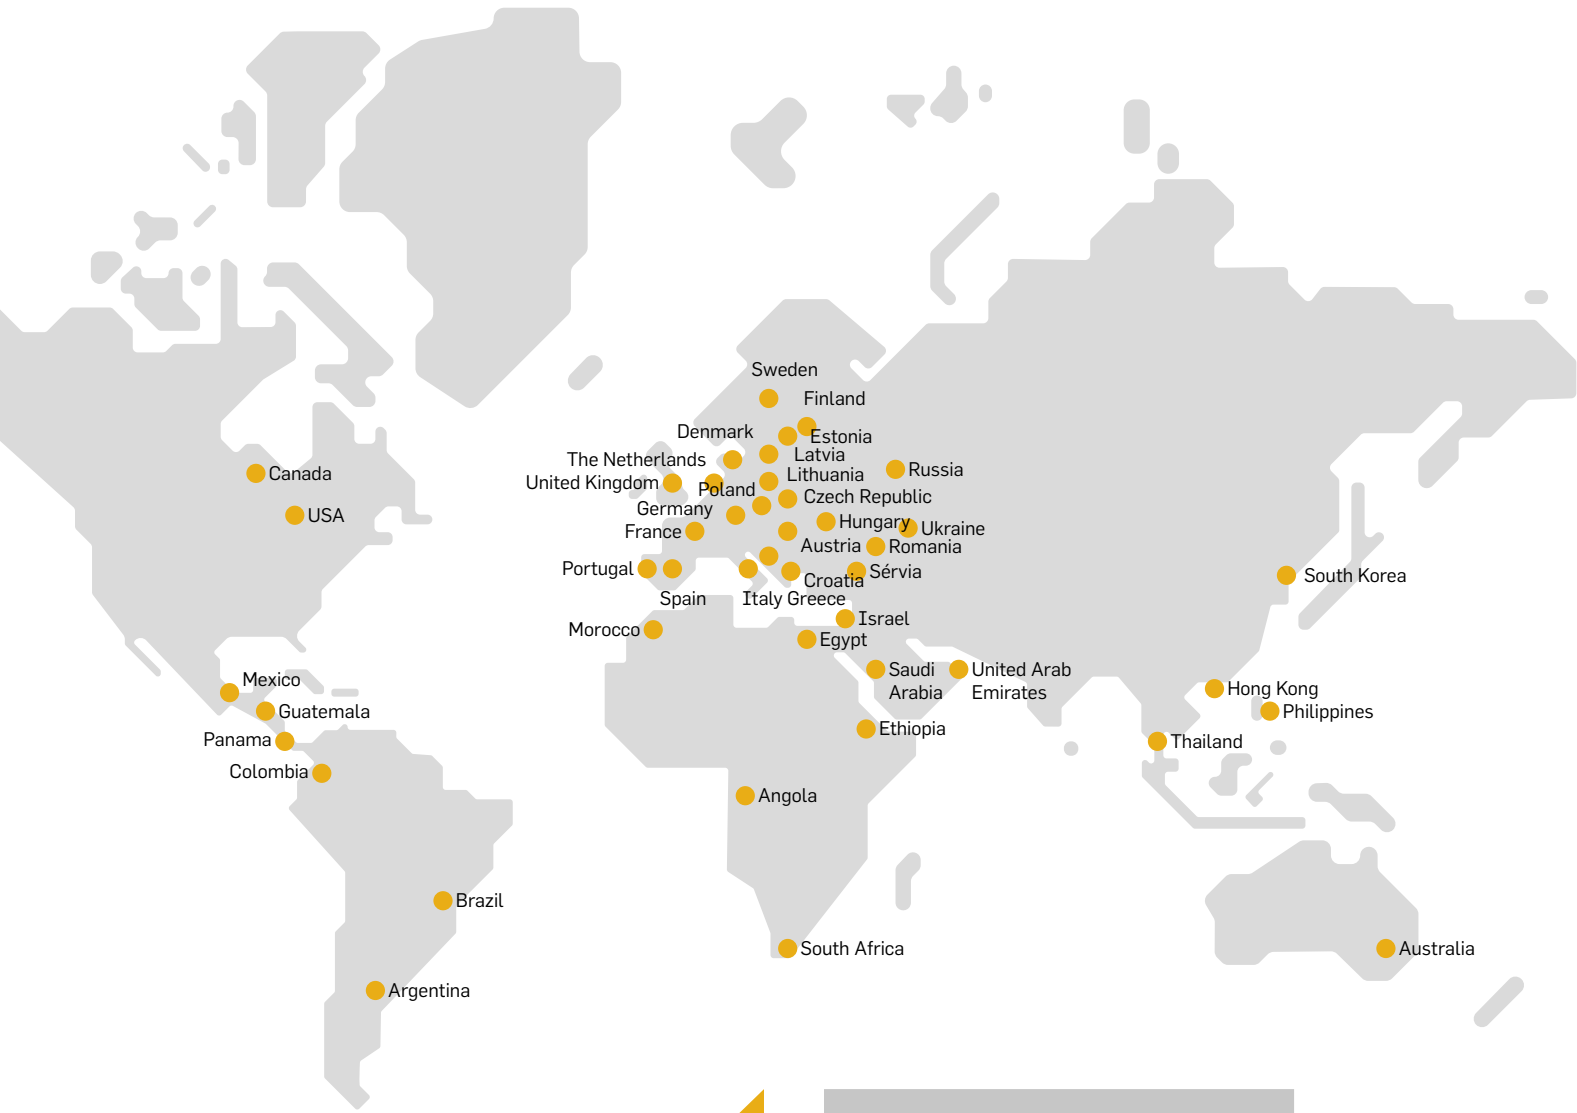 Sweden
Finland
Denmark
Estonia
Latvia
The Netherlands
Russia
Canada
Lithuania
United Kingdom
Poland
Czech Republic
Germany
USA
Hungary
Ukraine
France
Austria
Romania
Portugal
Sérvia
South Korea
Croatia
Spain
Italy Greece
Israel
Morocco
Egypt
Saudi
Arabia
United Arab
Emirates
Mexico
Hong Kong
Guatemala
Philippines
Ethiopia
Panama
Thailand
Colombia
Angola
Brazil
South Africa
Australia
Argentina